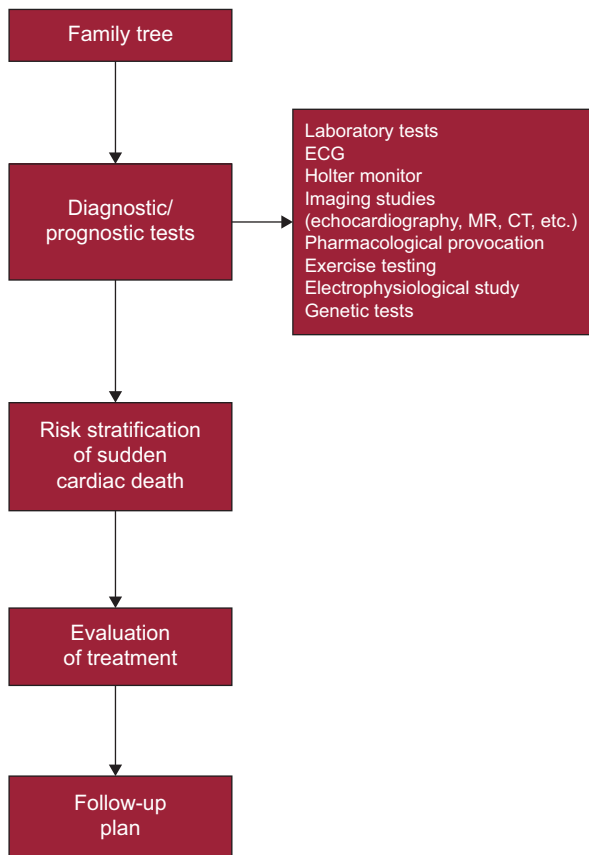 Family tree
Diagnostic/
prognostic tests
Laboratory tests
ECG
Holter monitor
Imaging studies
(echocardiography, MR, CT, etc.)
Pharmacological provocation
Exercise testing
Electrophysiological study
Genetic tests
Risk stratification
of sudden
cardiac death
Evaluation
of treatment
Follow-up
plan